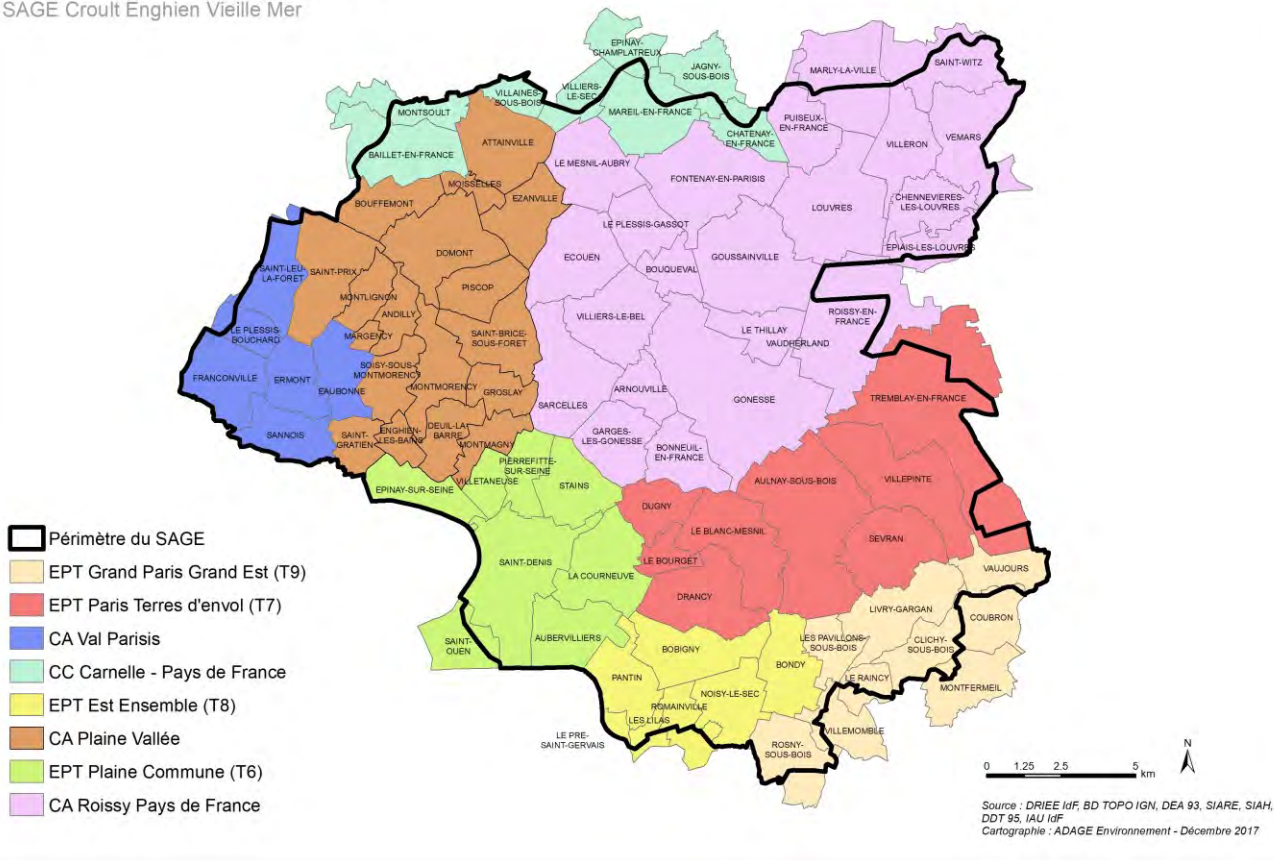 SAGE Croult Enghien Vieille Mer
EPINAY-
CHAMPLATREUX
JAGNY-
SOUS-BOIS
MARLY-LA-VILLE
SAINT-WITZ
VILLIERS-
LE-SEC
VILLAINES-
SOUS-BOIS
MONTSOULT
MAREIL-EN-FRANCE
PUISEUX-
EN-FRANCE
CHATENAY-
EN-FRANCE
VILLERON
VEMARS
ATTAINVILLE
BAILLET-EN-FRANCE
LE MESNIL-AUBRY
FONTENAY-EN-PARISIS
MOISSELLES
EZANVILLE
BOUFFEMONT
CHENNEVIERES-
LES-LOUVRES
LOUVRES
LE PLESSIS-GASSOT
EPIAIS-LES-LOUVRES
DOMONT
ECOUEN
GOUSSAINVILLE
BOUQUEVAL
SAINT-LEU-
LA-FORET
SAINT-PRIX
PISCOP
MONTLIGNON
ANDILLY
VILLIERS-LE-BEL
ROISSY-EN-
FRANCE
LE THILLAY
VAUDHERLAND
LE PLESSIS-
BOUCHARD
MARGENCY
SAINT-BRICE-
SOUS-FORET
SOISY-SOUS-
MONTMORENCY
FRANCONVILLE
ERMONT
EAUBONNE
MONTMORENCY
GROSLAY
ARNOUVILLE
GONESSE
TREMBLAY-EN-FRANCE
SARCELLES
SANNOIS
SAINT-
GRATIEN
ENGHIEN-
LES-BAINS
DEUIL-LA-
BARRE
MONTMAGNY
GARGES-
LES-GONESSE
BONNEUIL-
EN-FRANCE
PIERREFITTE-
SUR-SEINE
VILLETANEUSE
STAINS
EPINAY-SUR-SEINE
AULNAY-SOUS-BOIS
VILLEPINTE
DUGNY
LE BLANC-MESNIL
SEVRAN
LE BOURGET
SAINT-DENIS
LA COURNEUVE
DRANCY
VAUJOURS
LIVRY-GARGAN
COUBRON
SAINT-
OUEN
AUBERVILLIERS
BOBIGNY
LES PAVILLONS-
SOUS-BOIS
CLICHY-
SOUS-BOIS
BONDY
PANTIN
LE RAINCY
MONTFERMEIL
NOISY-LE-SEC
ROMAINVILLE
LES LILAS
LE PRE-
SAINT-GERVAIS
VILLEMOMBLE
ROSNY-
SOUS-BOIS
Périmètre du SAGE
EPT Grand Paris Grand Est (T9)
EPT Paris Terres d'envol (T7)
CA Val Parisis
CC Carnelle - Pays de France
EPT Est Ensemble (T8)
CA Plaine Vallée
EPT Plaine Commune (T6)
CA Roissy Pays de France
N
0 1.25 2.5 5
km
Source : DRIEE IdF, BD TOPO IGN, DEA 93, SIARE, SIAH,
DDT 95, IAU IdF
Cartographie : ADAGE Environnement - Décembre 2017